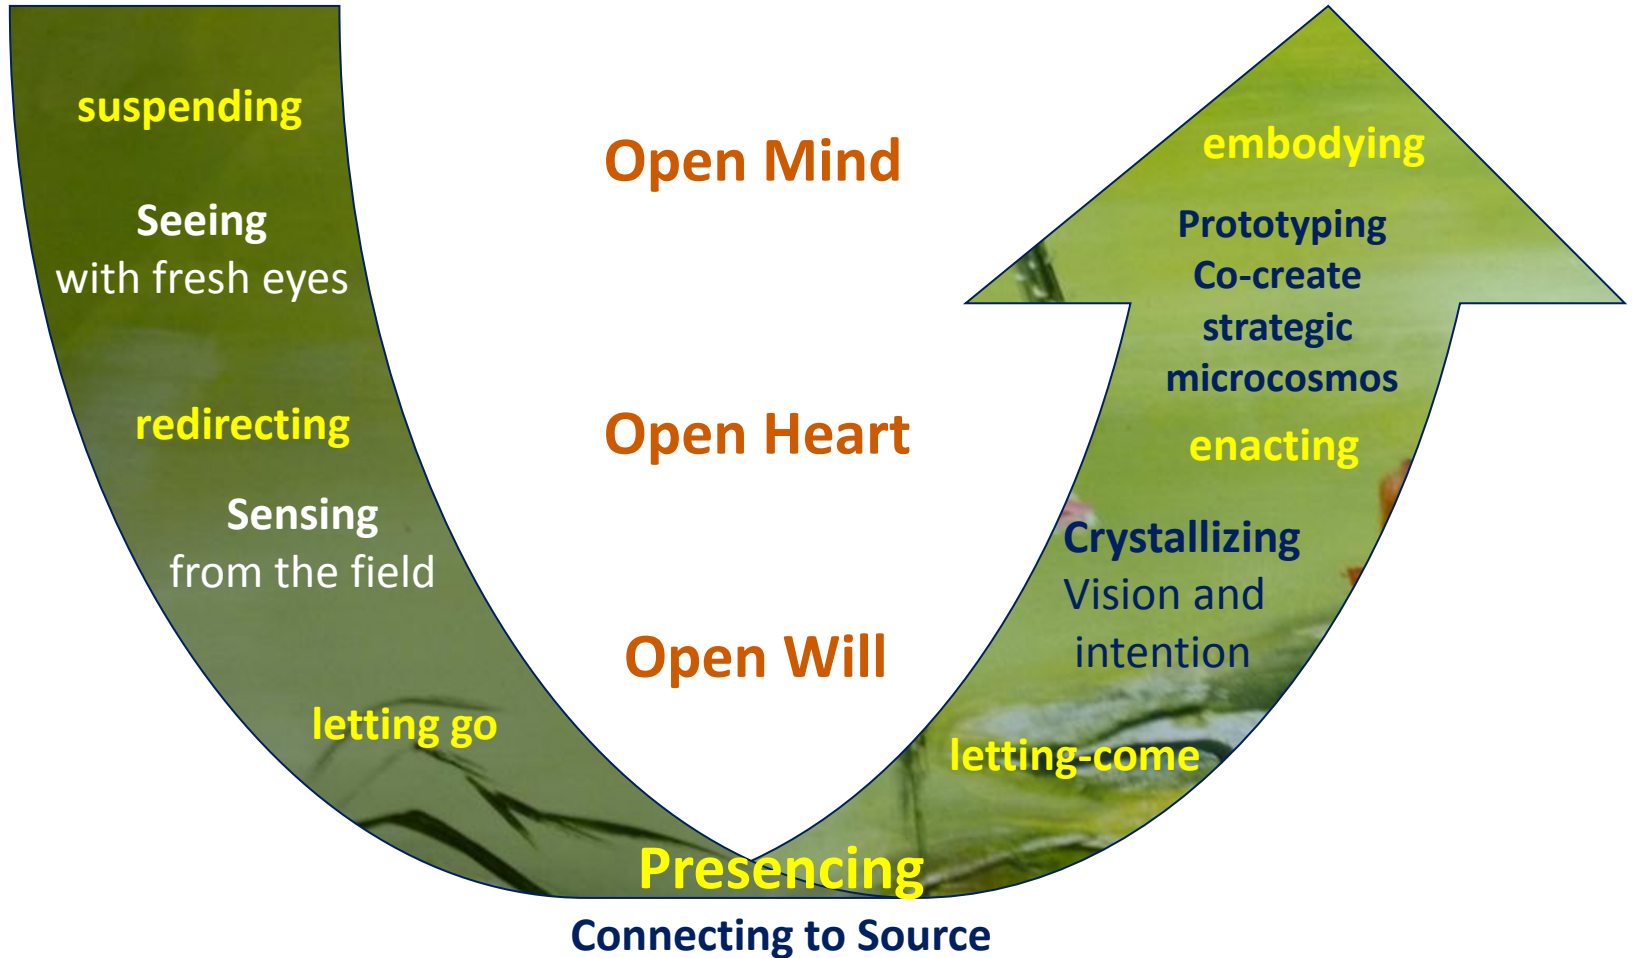 suspending
Seeing
with fresh eyes
redirecting
Sensing
from the field
letting go
Open Mind
Open Heart
Open Will
Presencing
Connecting to Source
embodying
Prototyping
Co-create
strategic
microcosmos
enacting
Crystallizing
Vision and
intention
letting-come